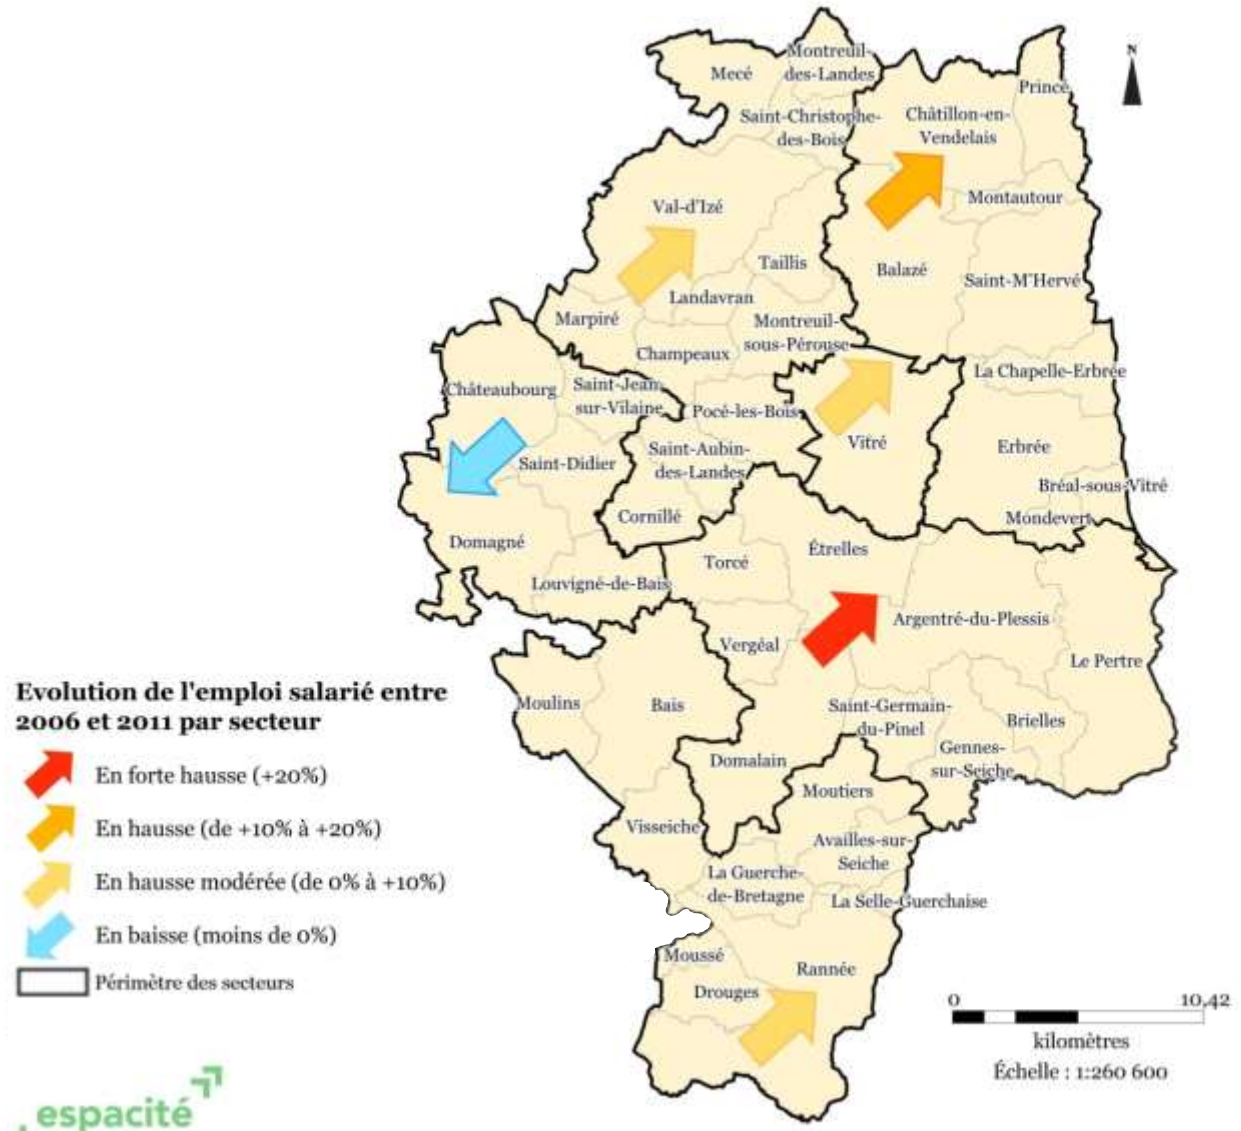 Montreuil-
des-Landes
Mecé
N
Princé
Saint-Christophe-
des-Bois
Châtillon-en-
Vendelais
Val-d'Izé
Montautour
Taillis
Balazé
Saint-M'Hervé
Landavran
Marpiré
Montreuil-
sous-Pérouse
Champeaux
La Chapelle-Erbrée
Châteaubourg
Saint-Jean-
sur-Vilaine
Pocé-les-Bois
Vitré
Erbrée
Saint-Aubin-
des-Landes
Saint-Didier
Bréal-sous-Vitré
Cornillé
Mondevert
Domagné
Étrelles
Torcé
Louvigné-de-Bais
Argentré-du-Plessis
Vergéal
Le Pertre
Moulins
Bais
Saint-Germain-
du-Pinel
Brielles
Gennes-
sur-Seiche
Domalain
Moutiers
Visseiche
Availles-sur-
Seiche
La Guerche-
de-Bretagne
La Selle-Guerchaise
Moussé
Rannée
Drouges
Evolution de l'emploi salarié entre
2006 et 2011 par secteur
En forte hausse (+20%)
En hausse (de +10% à +20%)
En hausse modérée (de 0% à +10%)
En baisse (moins de 0%)
Périmètre des secteurs
0 10,42
kilomètres
Échelle : 1:260 600
espacité